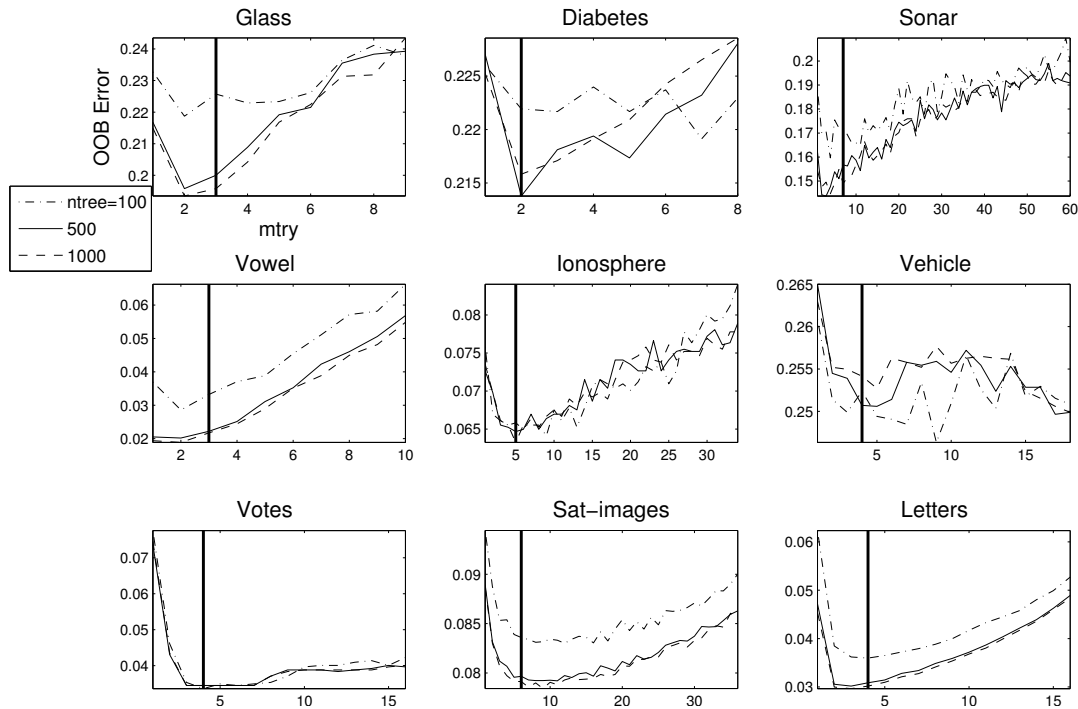 Glass
Diabetes
Sonar
0.24
0.23
0.22
0.21
0.2
OOB Error
2 4 6 8
mtry
0.225
0.22
0.215
2 4 6 8
0.2
0.19
0.18
0.17
0.16
0.15
10 20 30 40 50 60
ntree=100
500
1000
Vowel
Ionosphere
Vehicle
0.06
0.05
0.04
0.03
0.02
2 4 6 8 10
0.08
0.075
0.07
0.065
5 10 15 20 25 30
0.265
0.26
0.255
0.25
5 10 15
Votes
Sat−images
Letters
0.07
0.06
0.05
0.04
5 10 15
0.09
0.085
0.08
10 20 30
0.06
0.05
0.04
0.03
5 10 15